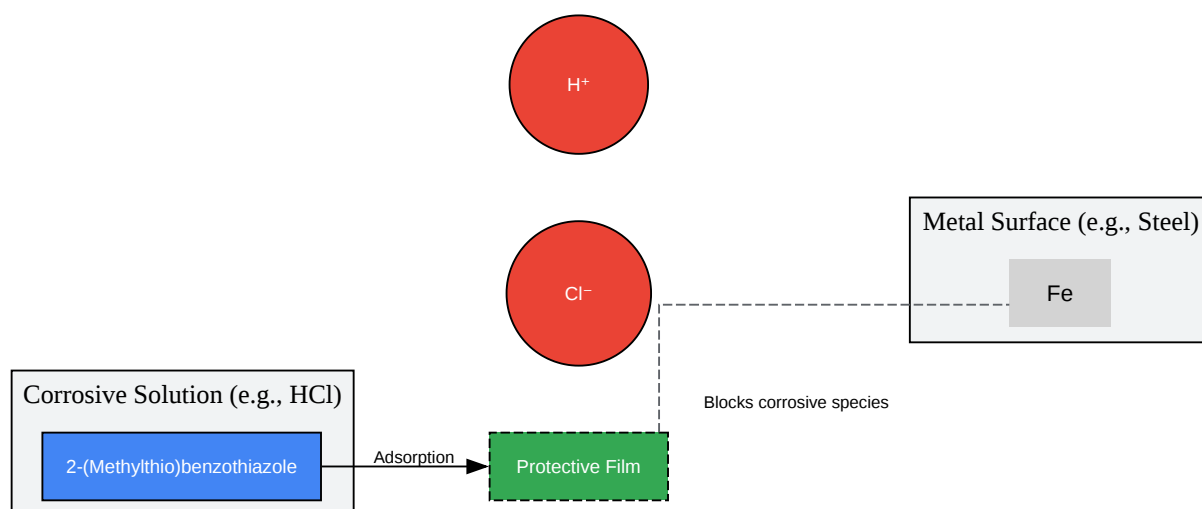 H⁺
Metal Surface (e.g., Steel)
Cl⁻
Fe
Corrosive Solution (e.g., HCl)
Blocks corrosive species
2-(Methylthio)benzothiazole
Adsorption
Protective Film